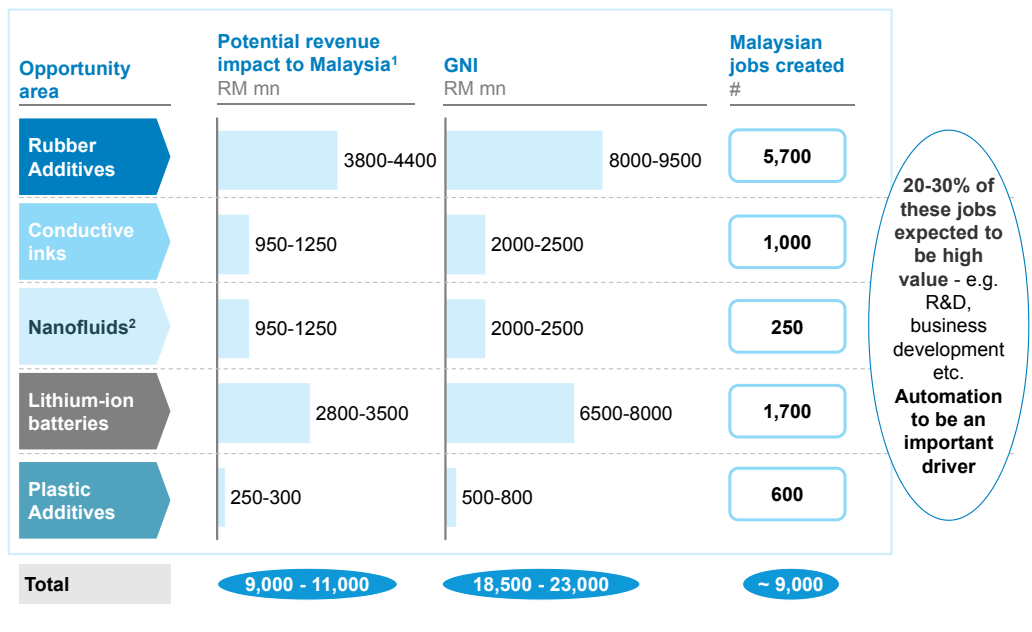 Opportunity
area
Potential revenue
impact to Malaysia¹
RM mn
GNI
RM mn
Malaysian
jobs created
#
Rubber
Additives
3800-4400
8000-9500
5,700
Conductive
inks
950-1250
2000-2500
1,000
Nanofluids²
950-1250
2000-2500
250
Lithium-ion
batteries
2800-3500
6500-8000
1,700
Plastic
Additives
250-300
500-800
600
20-30% of
these jobs
expected to
be high
value - e.g.
R&D,
business
development
etc.
Automation
to be an
important
driver
Total
9,000 - 11,000
18,500 - 23,000
~ 9,000